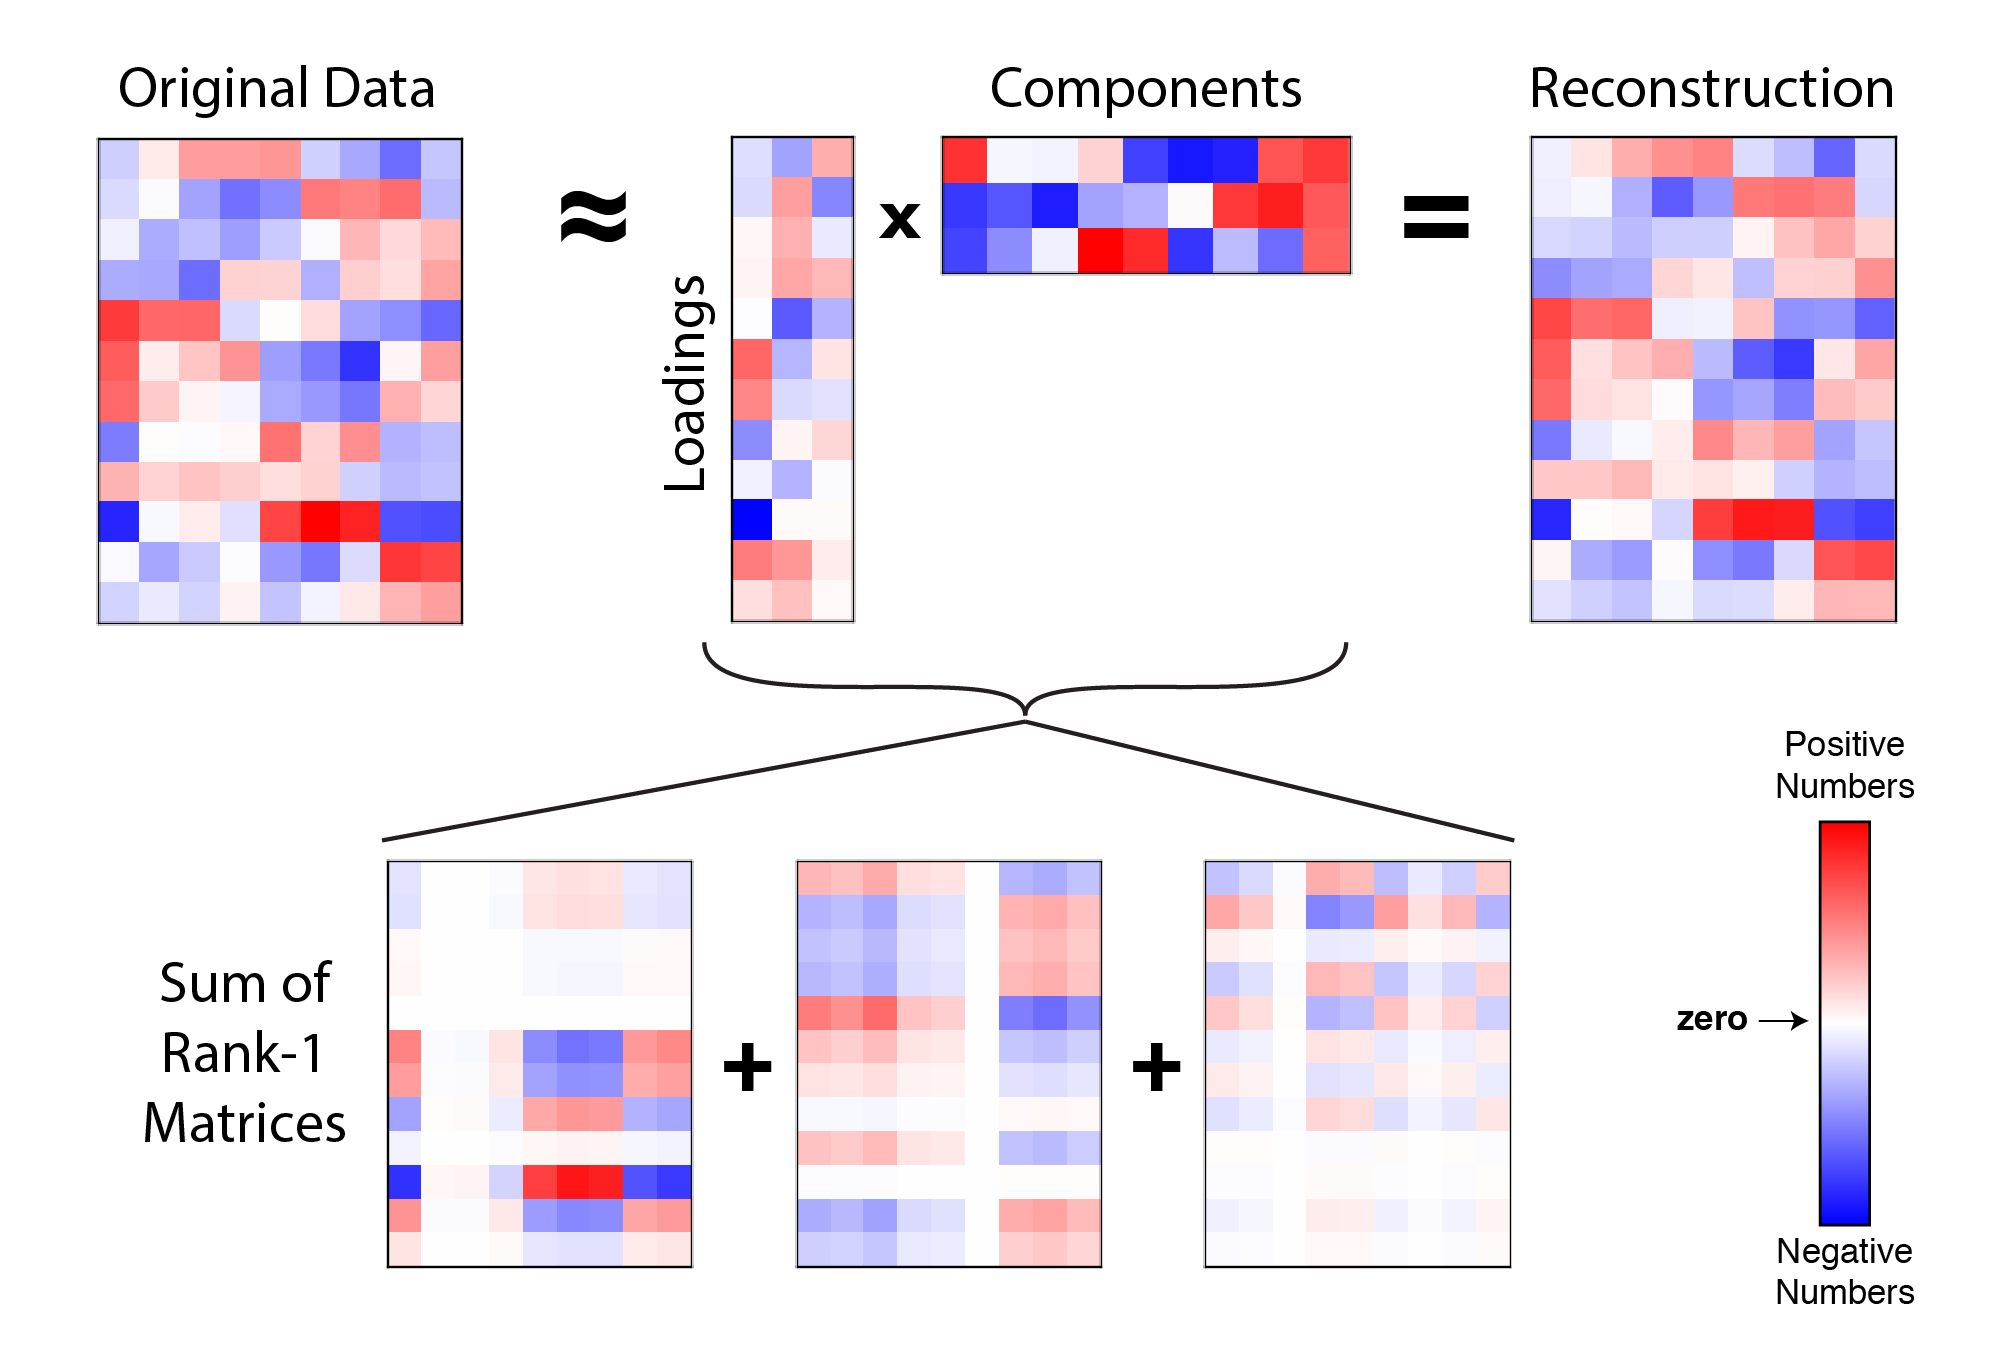 Original Data
≈
Loadings
x
Components
=
Reconstruction
Sum of
Rank-1
Matrices
+
+
Positive
Numbers
zero
Negative
Numbers